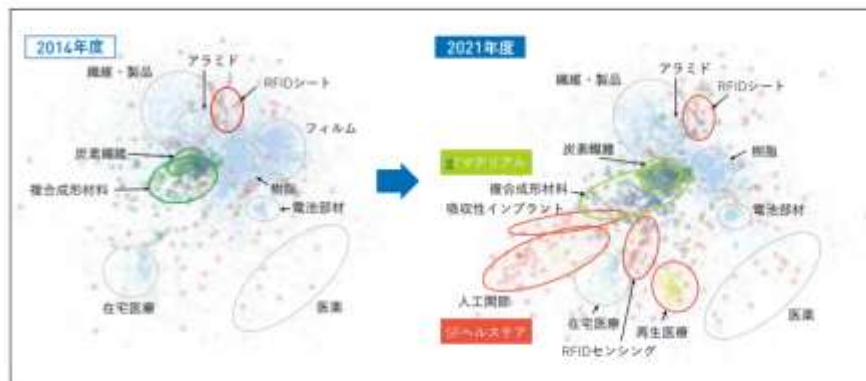 2014年度
アラミド
繊維・製品
RFIDシート
フィルム
炭素繊維
複合成形材料
樹脂
電池部材
在宅医療
医薬
2021年度
アラミド
繊維・製品
RFIDシート
炭素繊維
樹脂
マテリアル
複合成形材料
吸収性インプラント
電池部材
人工関節
在宅医療
再生医療
医薬
ヘルスケア
RFIDセンシング